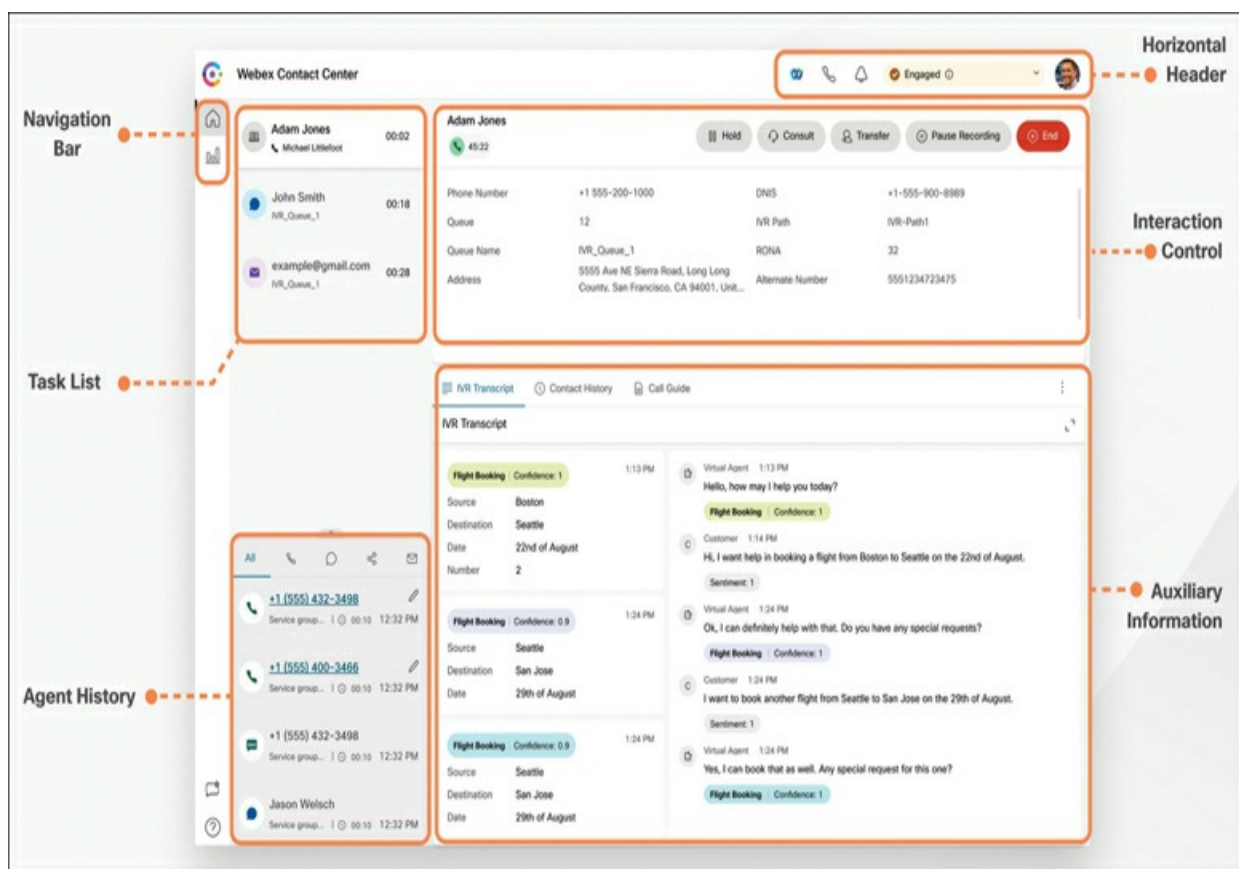 Horizontal
Header
Webex Contact Center
Engaged
Navigation
Bar
Adam Jones
Michael Littlefoot
00:02
John Smith
IVR_Queue_1
00:18
example@gmail.com
IVR_Queue_1
00:28
Adam Jones
45:22
Hold
Consult
Transfer
Pause Recording
End
Phone Number +1 555-200-1000 DNIS +1-555-900-8989
Queue 12 IVR Path IVR-Path1
Queue Name IVR_Queue_1 RONA 32
Address 5555 Ave NE Sierra Road, Long Long
County, San Francisco, CA 94001, Unit...
Alternate Number 5551234723475
Interaction
Control
Task List
IVR Transcript Contact History Call Guide
IVR Transcript
Flight Booking Confidence: 1 1:13 PM
Source Boston
Destination Seattle
Date 22nd of August
Number 2
Flight Booking Confidence: 0.9 1:24 PM
Source Seattle
Destination San Jose
Date 29th of August
Flight Booking Confidence: 0.9 1:24 PM
Source Seattle
Destination San Jose
Date 29th of August
Virtual Agent 1:13 PM
Hello, how may I help you today?
Flight Booking Confidence: 1
C Customer 1:14 PM
Hi, I want help in booking a flight from Boston to Seattle on the 22nd of August.
Sentiment: 1
Virtual Agent 1:24 PM
Ok, I can definitely help with that. Do you have any special requests?
Flight Booking Confidence: 1
C Customer 1:24 PM
I want to book another flight from Seattle to San Jose on the 29th of August.
Sentiment: 1
Virtual Agent 1:24 PM
Yes, I can book that as well. Any special request for this one?
Flight Booking Confidence: 1
Auxiliary
Information
Agent History
All
+1 (555) 432-3498
Service group... 00:10 12:32 PM
+1 (555) 400-3466
Service group... 00:10 12:32 PM
+1 (555) 432-3498
Service group... 00:10 12:32 PM
Jason Welsch
Service group... 00:10 12:32 PM